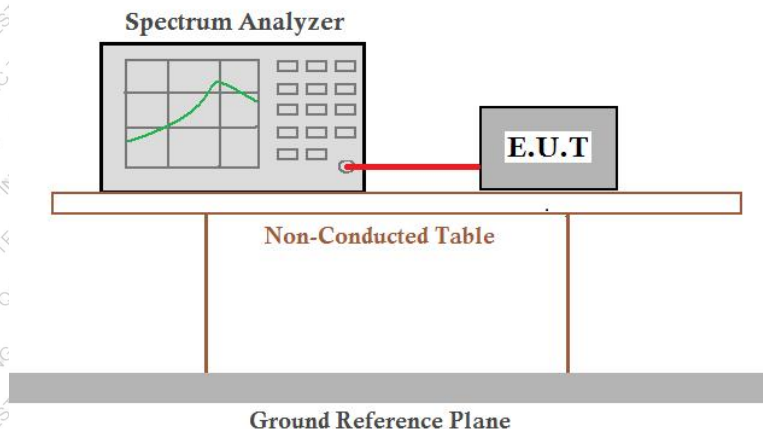 Spectrum Analyzer
E.U.T
Non-Conducted Table
Ground Reference Plane